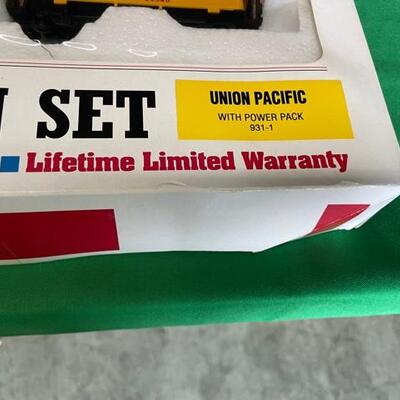 SET
UNION PACIFIC
WITH POWER PACK
931-1
Lifetime Limited Warranty